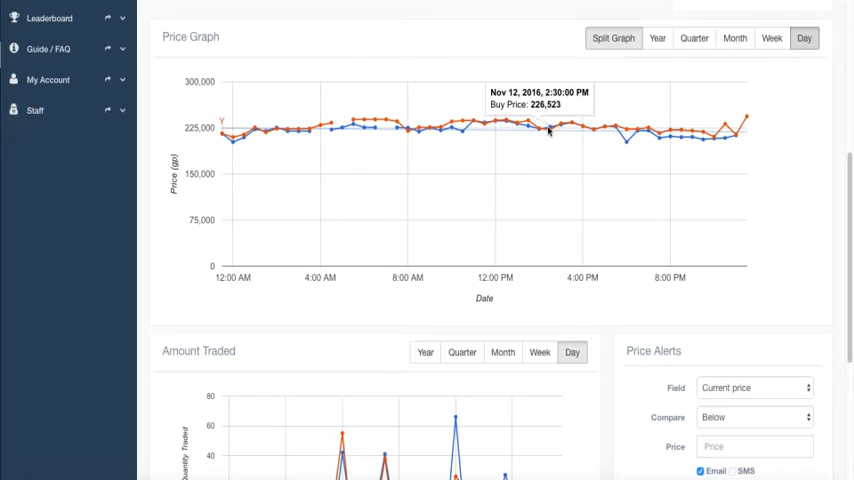 Leaderboard
Guide / FAQ
My Account
Staff
Price Graph
Split Graph
Year
Quarter
Month
Week
Day
300,000
225,000
150,000
75,000
0
Price (gp)
Y
Nov 12, 2016, 2:30:00 PM
Buy Price: 226,523
12:00 AM
4:00 AM
8:00 AM
12:00 PM
4:00 PM
8:00 PM
Date
Amount Traded
Year
Quarter
Month
Week
Day
80
60
40
Quantity Traded
Price Alerts
Field
Current price
Compare
Below
Price
Price
Email
SMS